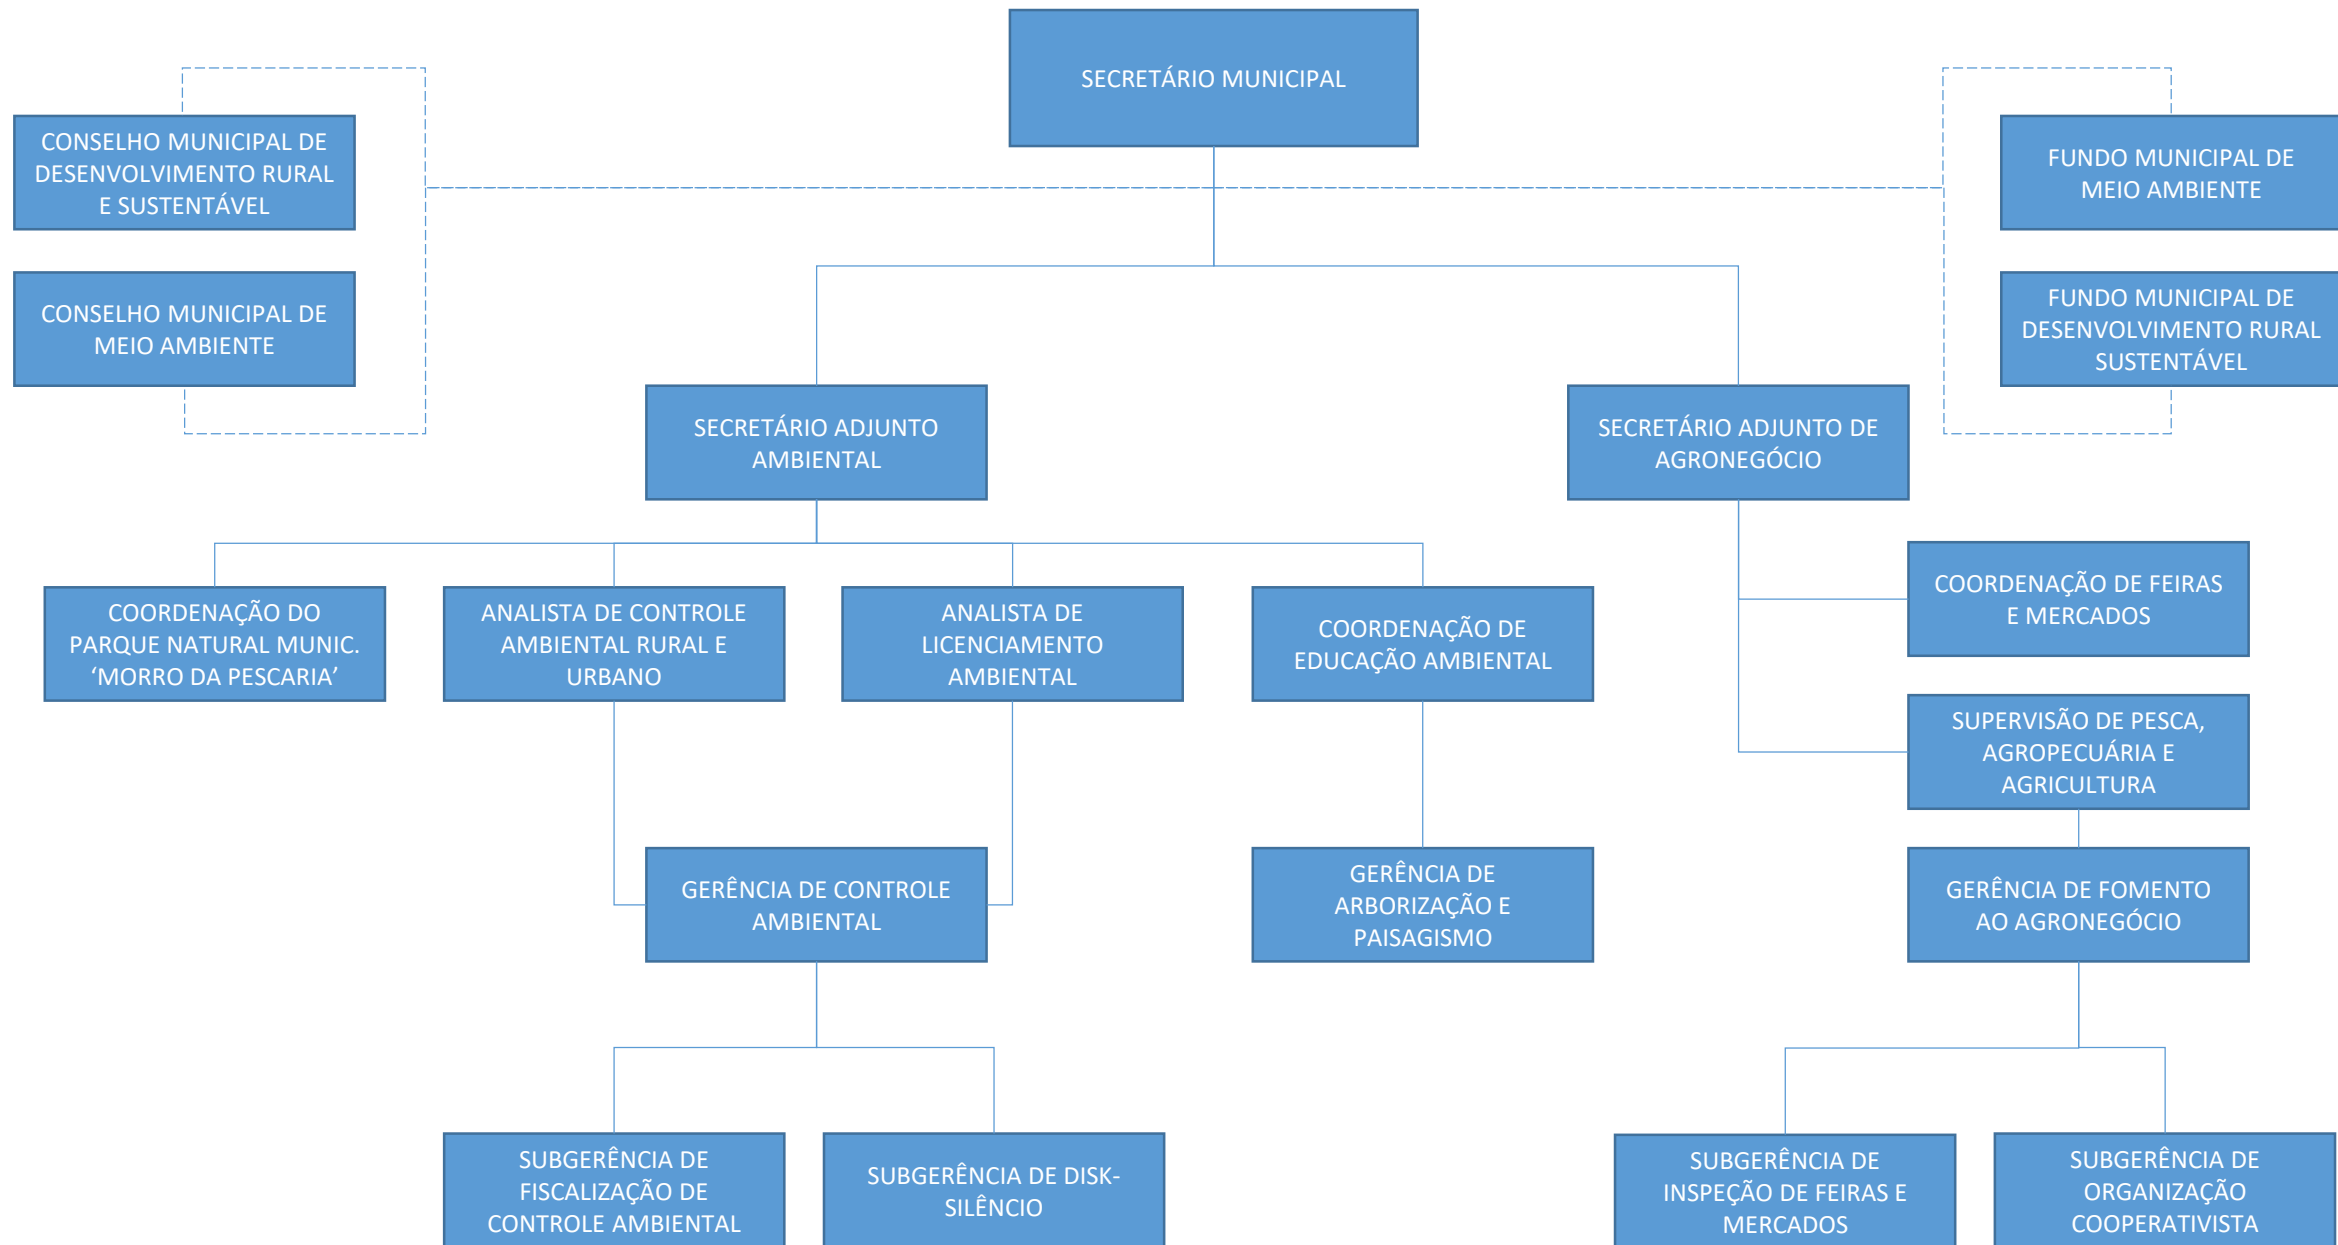 SECRETÁRIO MUNICIPAL
CONSELHO MUNICIPAL DE
DESENVOLVIMENTO RURAL
E SUSTENTÁVEL
FUNDO MUNICIPAL DE
MEIO AMBIENTE
CONSELHO MUNICIPAL DE
MEIO AMBIENTE
FUNDO MUNICIPAL DE
DESENVOLVIMENTO RURAL
SUSTENTÁVEL
SECRETÁRIO ADJUNTO
AMBIENTAL
SECRETÁRIO ADJUNTO DE
AGRONEGÓCIO
COORDENAÇÃO DO
PARQUE NATURAL MUNIC.
‘MORRO DA PESCARIA’
ANALISTA DE CONTROLE
AMBIENTAL RURAL E
URBANO
ANALISTA DE
LICENCIAMENTO
AMBIENTAL
COORDENAÇÃO DE
EDUCAÇÃO AMBIENTAL
COORDENAÇÃO DE FEIRAS
E MERCADOS
SUPERVISÃO DE PESCA,
AGROPECUÁRIA E
AGRICULTURA
GERÊNCIA DE CONTROLE
AMBIENTAL
GERÊNCIA DE
ARBORIZAÇÃO E
PAISAGISMO
GERÊNCIA DE FOMENTO
AO AGRONEGÓCIO
SUBGERÊNCIA DE
FISCALIZAÇÃO DE
CONTROLE AMBIENTAL
SUBGERÊNCIA DE DISK-
SILÊNCIO
SUBGERÊNCIA DE
INSPEÇÃO DE FEIRAS E
MERCADOS
SUBGERÊNCIA DE
ORGANIZAÇÃO
COOPERATIVISTA